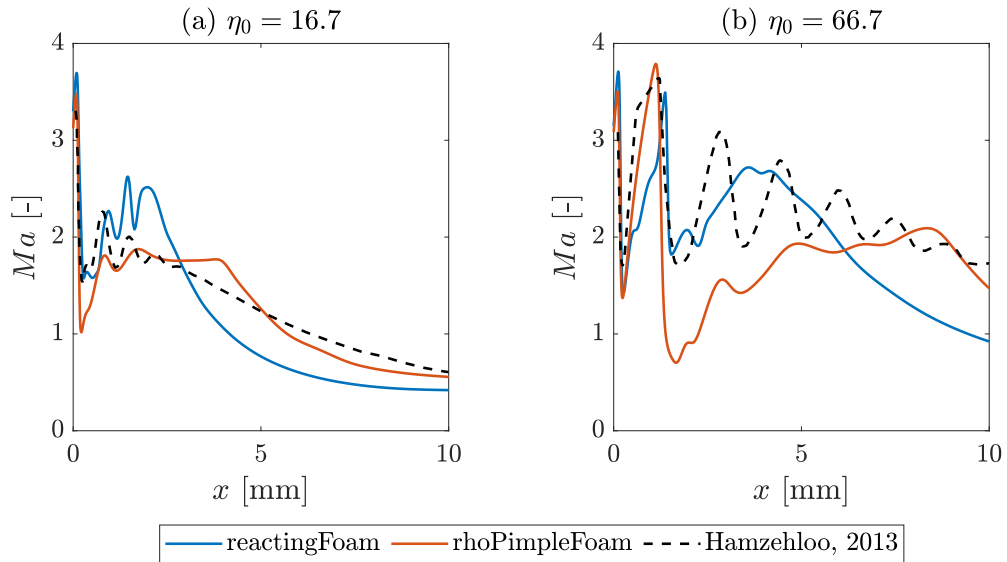 (a) η₀ = 16.7
4
3
2
1
0
Ma [-]
0
5
10
x [mm]
(b) η₀ = 66.7
4
3
2
1
0
Ma [-]
0
5
10
x [mm]
reactingFoam rhoPimpleFoam Hamzehloo, 2013